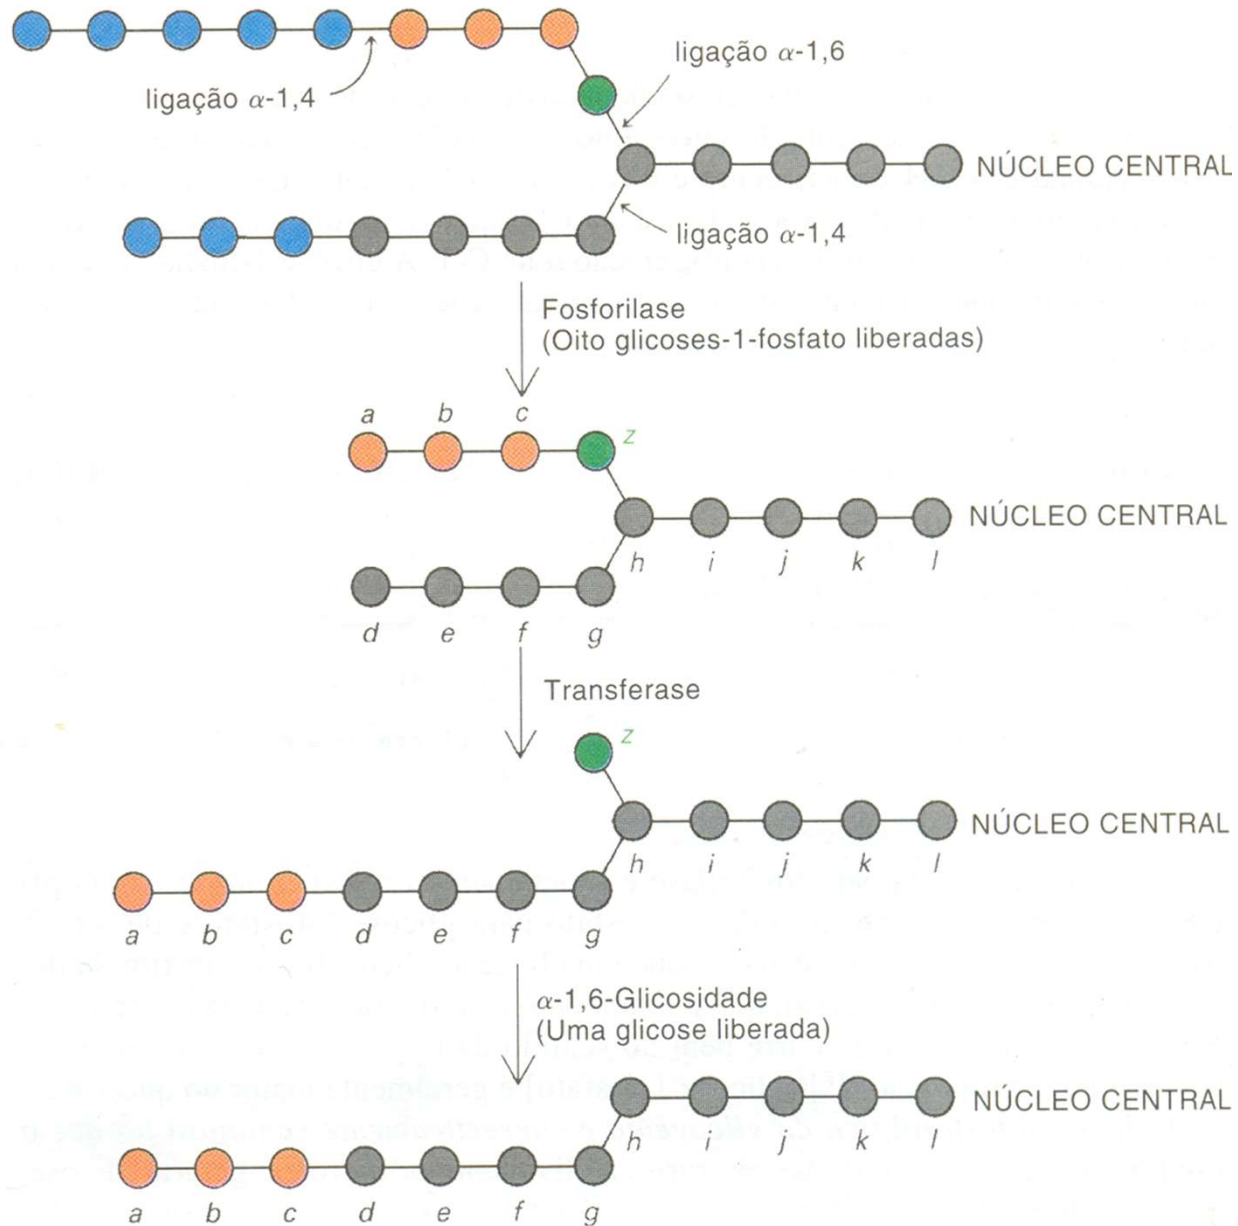 ligação α-1,6
ligação α-1,4
NÚCLEO CENTRAL
ligação α-1,4
Fosforilase
(Oito glicoses-1-fosfato liberadas)
a b c
z
NÚCLEO CENTRAL
h i j k l
d e f g
Transferase
z
NÚCLEO CENTRAL
h i j k l
a b c d e f g
α-1,6-Glicosidade
(Uma glicose liberada)
NÚCLEO CENTRAL
h i j k l
a b c d e f g